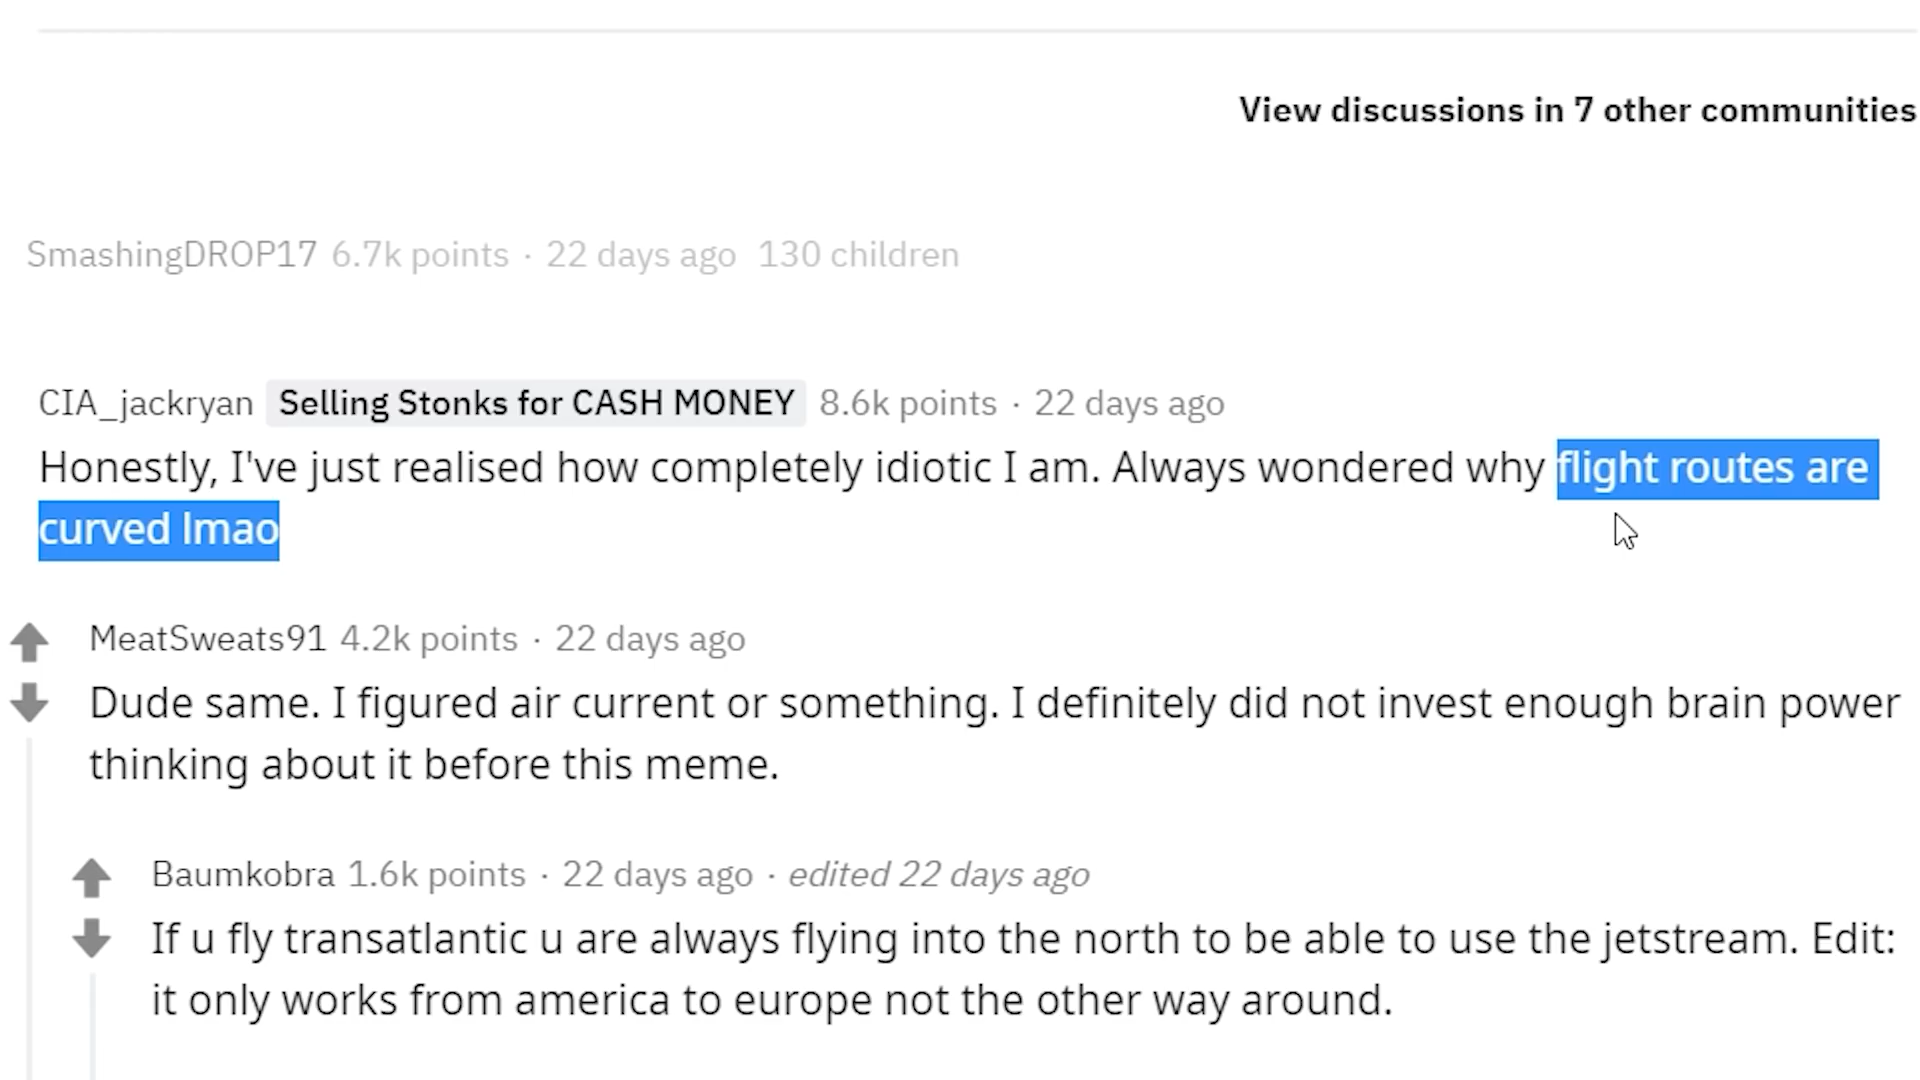 View discussions in 7 other communities
SmashingDROP17 6.7k points · 22 days ago 130 children
CIA_jackryan Selling Stonks for CASH MONEY 8.6k points · 22 days ago
Honestly, I've just realised how completely idiotic I am. Always wondered why flight routes are
curved lmao
MeatSweats91 4.2k points · 22 days ago
Dude same. I figured air current or something. I definitely did not invest enough brain power
thinking about it before this meme.
Baumkobra 1.6k points · 22 days ago · edited 22 days ago
If u fly transatlantic u are always flying into the north to be able to use the jetstream. Edit:
it only works from america to europe not the other way around.